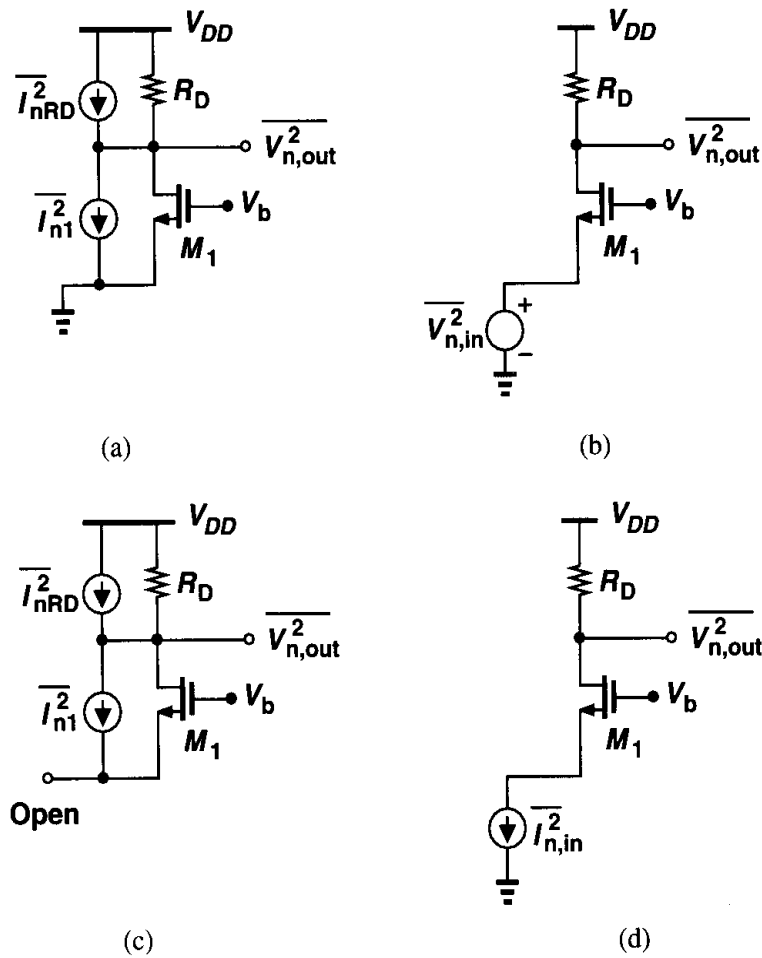 V_DD
I²_nRD
R_D
V²_n,out
I²_n1
V_b
M_1
(a)
V_DD
R_D
V²_n,out
V_b
M_1
V²_n,in
+
−
(b)
V_DD
I²_nRD
R_D
V²_n,out
I²_n1
V_b
M_1
Open
(c)
V_DD
R_D
V²_n,out
V_b
M_1
I²_n,in
(d)